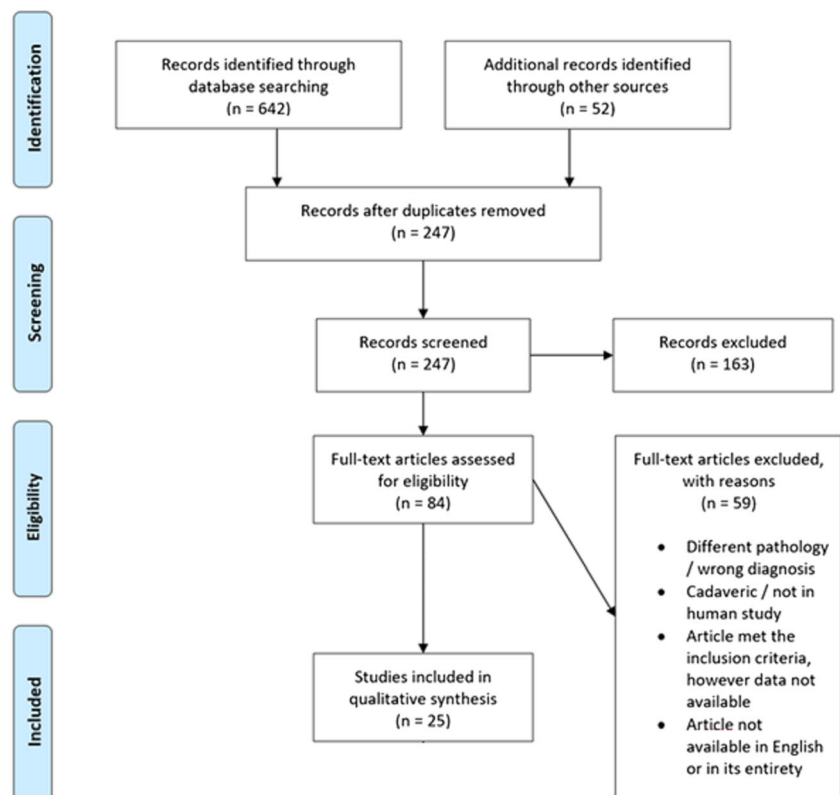 Identification
Records identified through
database searching
(n = 642)
Additional records identified
through other sources
(n = 52)
Records after duplicates removed
(n = 247)
Screening
Records screened
(n = 247)
Records excluded
(n = 163)
Eligibility
Full-text articles assessed
for eligibility
(n = 84)
Full-text articles excluded,
with reasons
(n = 59)
• Different pathology
/ wrong diagnosis
• Cadaveric / not in
human study
• Article met the
inclusion criteria,
however data not
available
• Article not
available in English
or in its entirety
Included
Studies included in
qualitative synthesis
(n = 25)